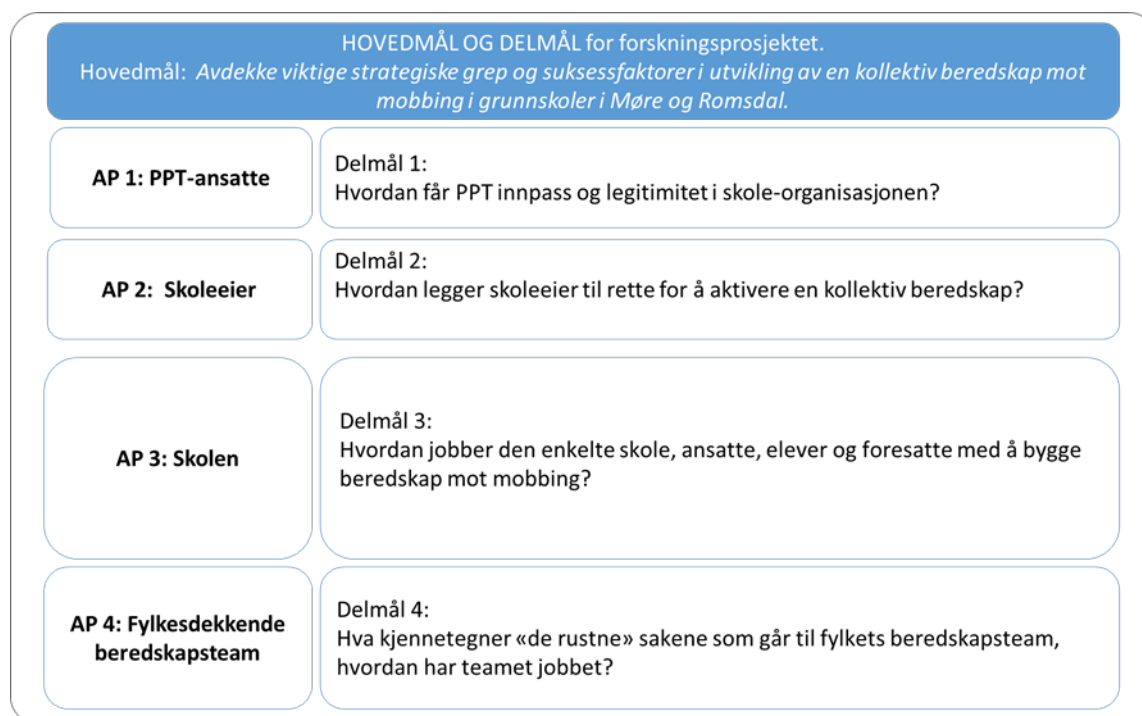 HOVEDMÅL OG DELMÅL for forskningsprosjektet.
Hovedmål: Avdekke viktige strategiske grep og suksessfaktorer i utvikling av en kollektiv beredskap mot
mobbing i grunnskoler i Møre og Romsdal.
AP 1: PPT-ansatte
Delmål 1:
Hvordan får PPT innpass og legitimitet i skole-organisasjonen?
AP 2: Skoleeier
Delmål 2:
Hvordan legger skoleeier til rette for å aktivere en kollektiv beredskap?
AP 3: Skolen
Delmål 3:
Hvordan jobber den enkelte skole, ansatte, elever og foresatte med å bygge
beredskap mot mobbing?
AP 4: Fylkesdekkende
beredskapsteam
Delmål 4:
Hva kjennetegner «de rustne» sakene som går til fylkets beredskapsteam,
hvordan har teamet jobbet?